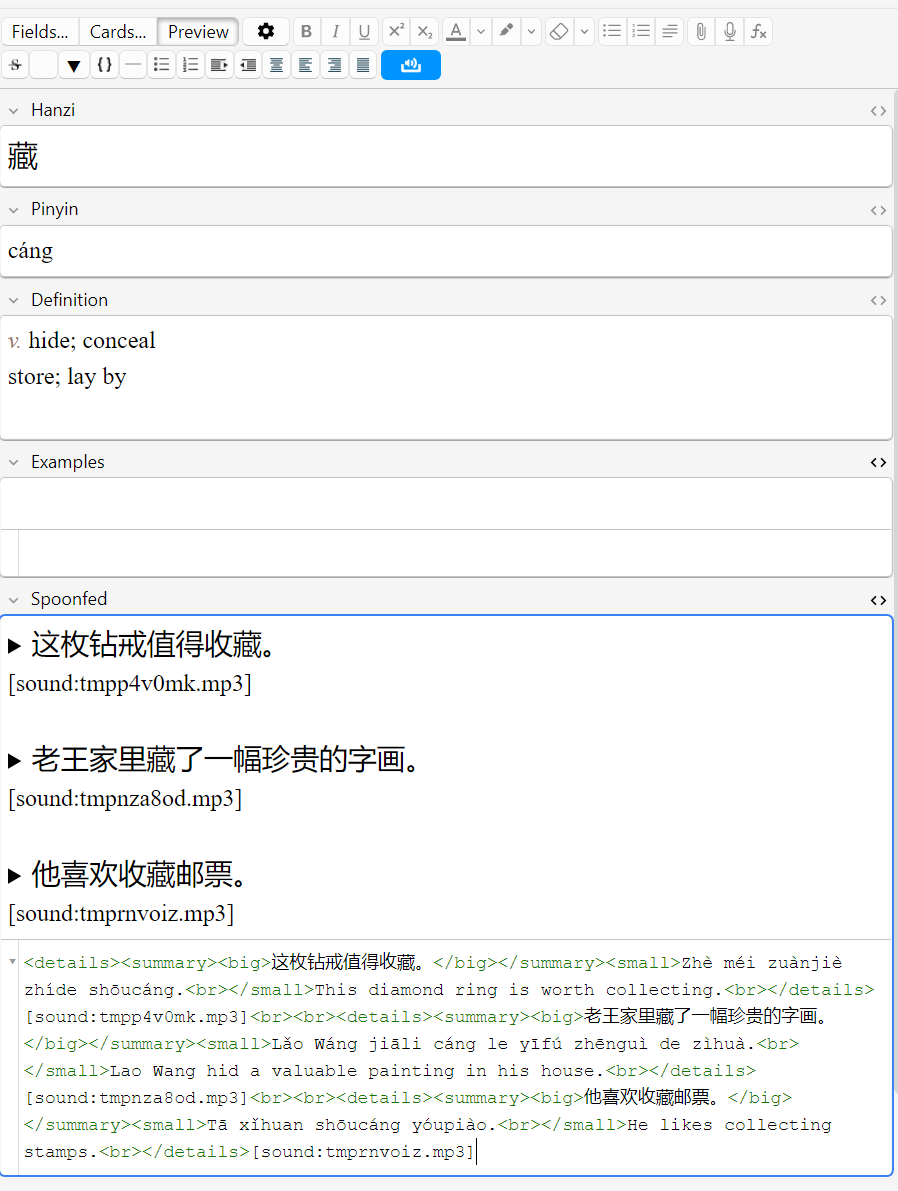 Fields... Cards... Preview B I U x² x₂ A fx
S {}
Hanzi <>
藏
Pinyin <>
cáng
Definition <>
v. hide; conceal
store; lay by
Examples <>
Spoonfed <>
▶ 这枚钻戒值得收藏。
[sound:tmpp4v0mk.mp3]
▶ 老王家里藏了一幅珍贵的字画。
[sound:tmpnza8od.mp3]
▶ 他喜欢收藏邮票。
[sound:tmprnvoiz.mp3]
<details><summary><big>这枚钻戒值得收藏。</big></summary><small>Zhè méi zuànjiè
zhíde shōucáng.<br></small>This diamond ring is worth collecting.<br></details>
[sound:tmpp4v0mk.mp3]<br><br><details><summary><big>老王家里藏了一幅珍贵的字画。
</big></summary><small>Lǎo Wáng jiāli cáng le yīfú zhēnguì de zìhuà.<br>
</small>Lao Wang hid a valuable painting in his house.<br></details>
[sound:tmpnza8od.mp3]<br><br><details><summary><big>他喜欢收藏邮票。</big>
</summary><small>Tā xǐhuan shōucáng yóupiào.<br></small>He likes collecting
stamps.<br></details>[sound:tmprnvoiz.mp3]